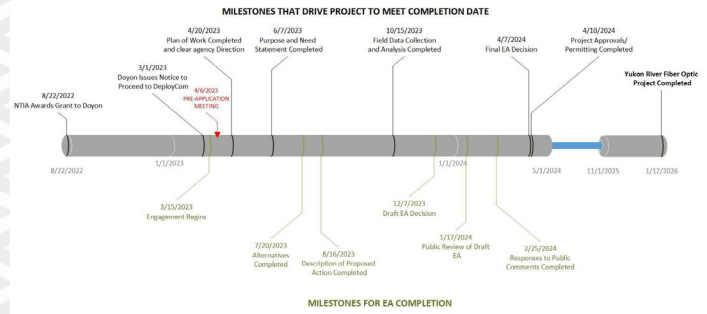 MILESTONES THAT DRIVE PROJECT TO MEET COMPLETION DATE
8/22/2022
NTIA Awards Grant to Doyon
3/1/2023
Doyon Issues Notice to
Proceed to DeployCom
4/6/2023
PRE-APPLICATION
MEETING
4/20/2023
Plan of Work Completed
and clear agency Direction
6/7/2023
Purpose and Need
Statement Completed
10/15/2023
Field Data Collection
and Analysis Completed
4/7/2024
Final EA Decision
4/10/2024
Project Approvals/
Permitting Completed
Yukon River Fiber Optic
Project Completed
8/22/2022
1/1/2023
1/1/2024
5/1/2024
11/1/2025
1/12/2026
3/15/2023
Engagement Begins
7/20/2023
Alternatives
Completed
8/16/2023
Description of Proposed
Action Completed
12/7/2023
Draft EA Decision
1/17/2024
Public Review of Draft
EA
2/25/2024
Responses to Public
Comments Completed
MILESTONES FOR EA COMPLETION